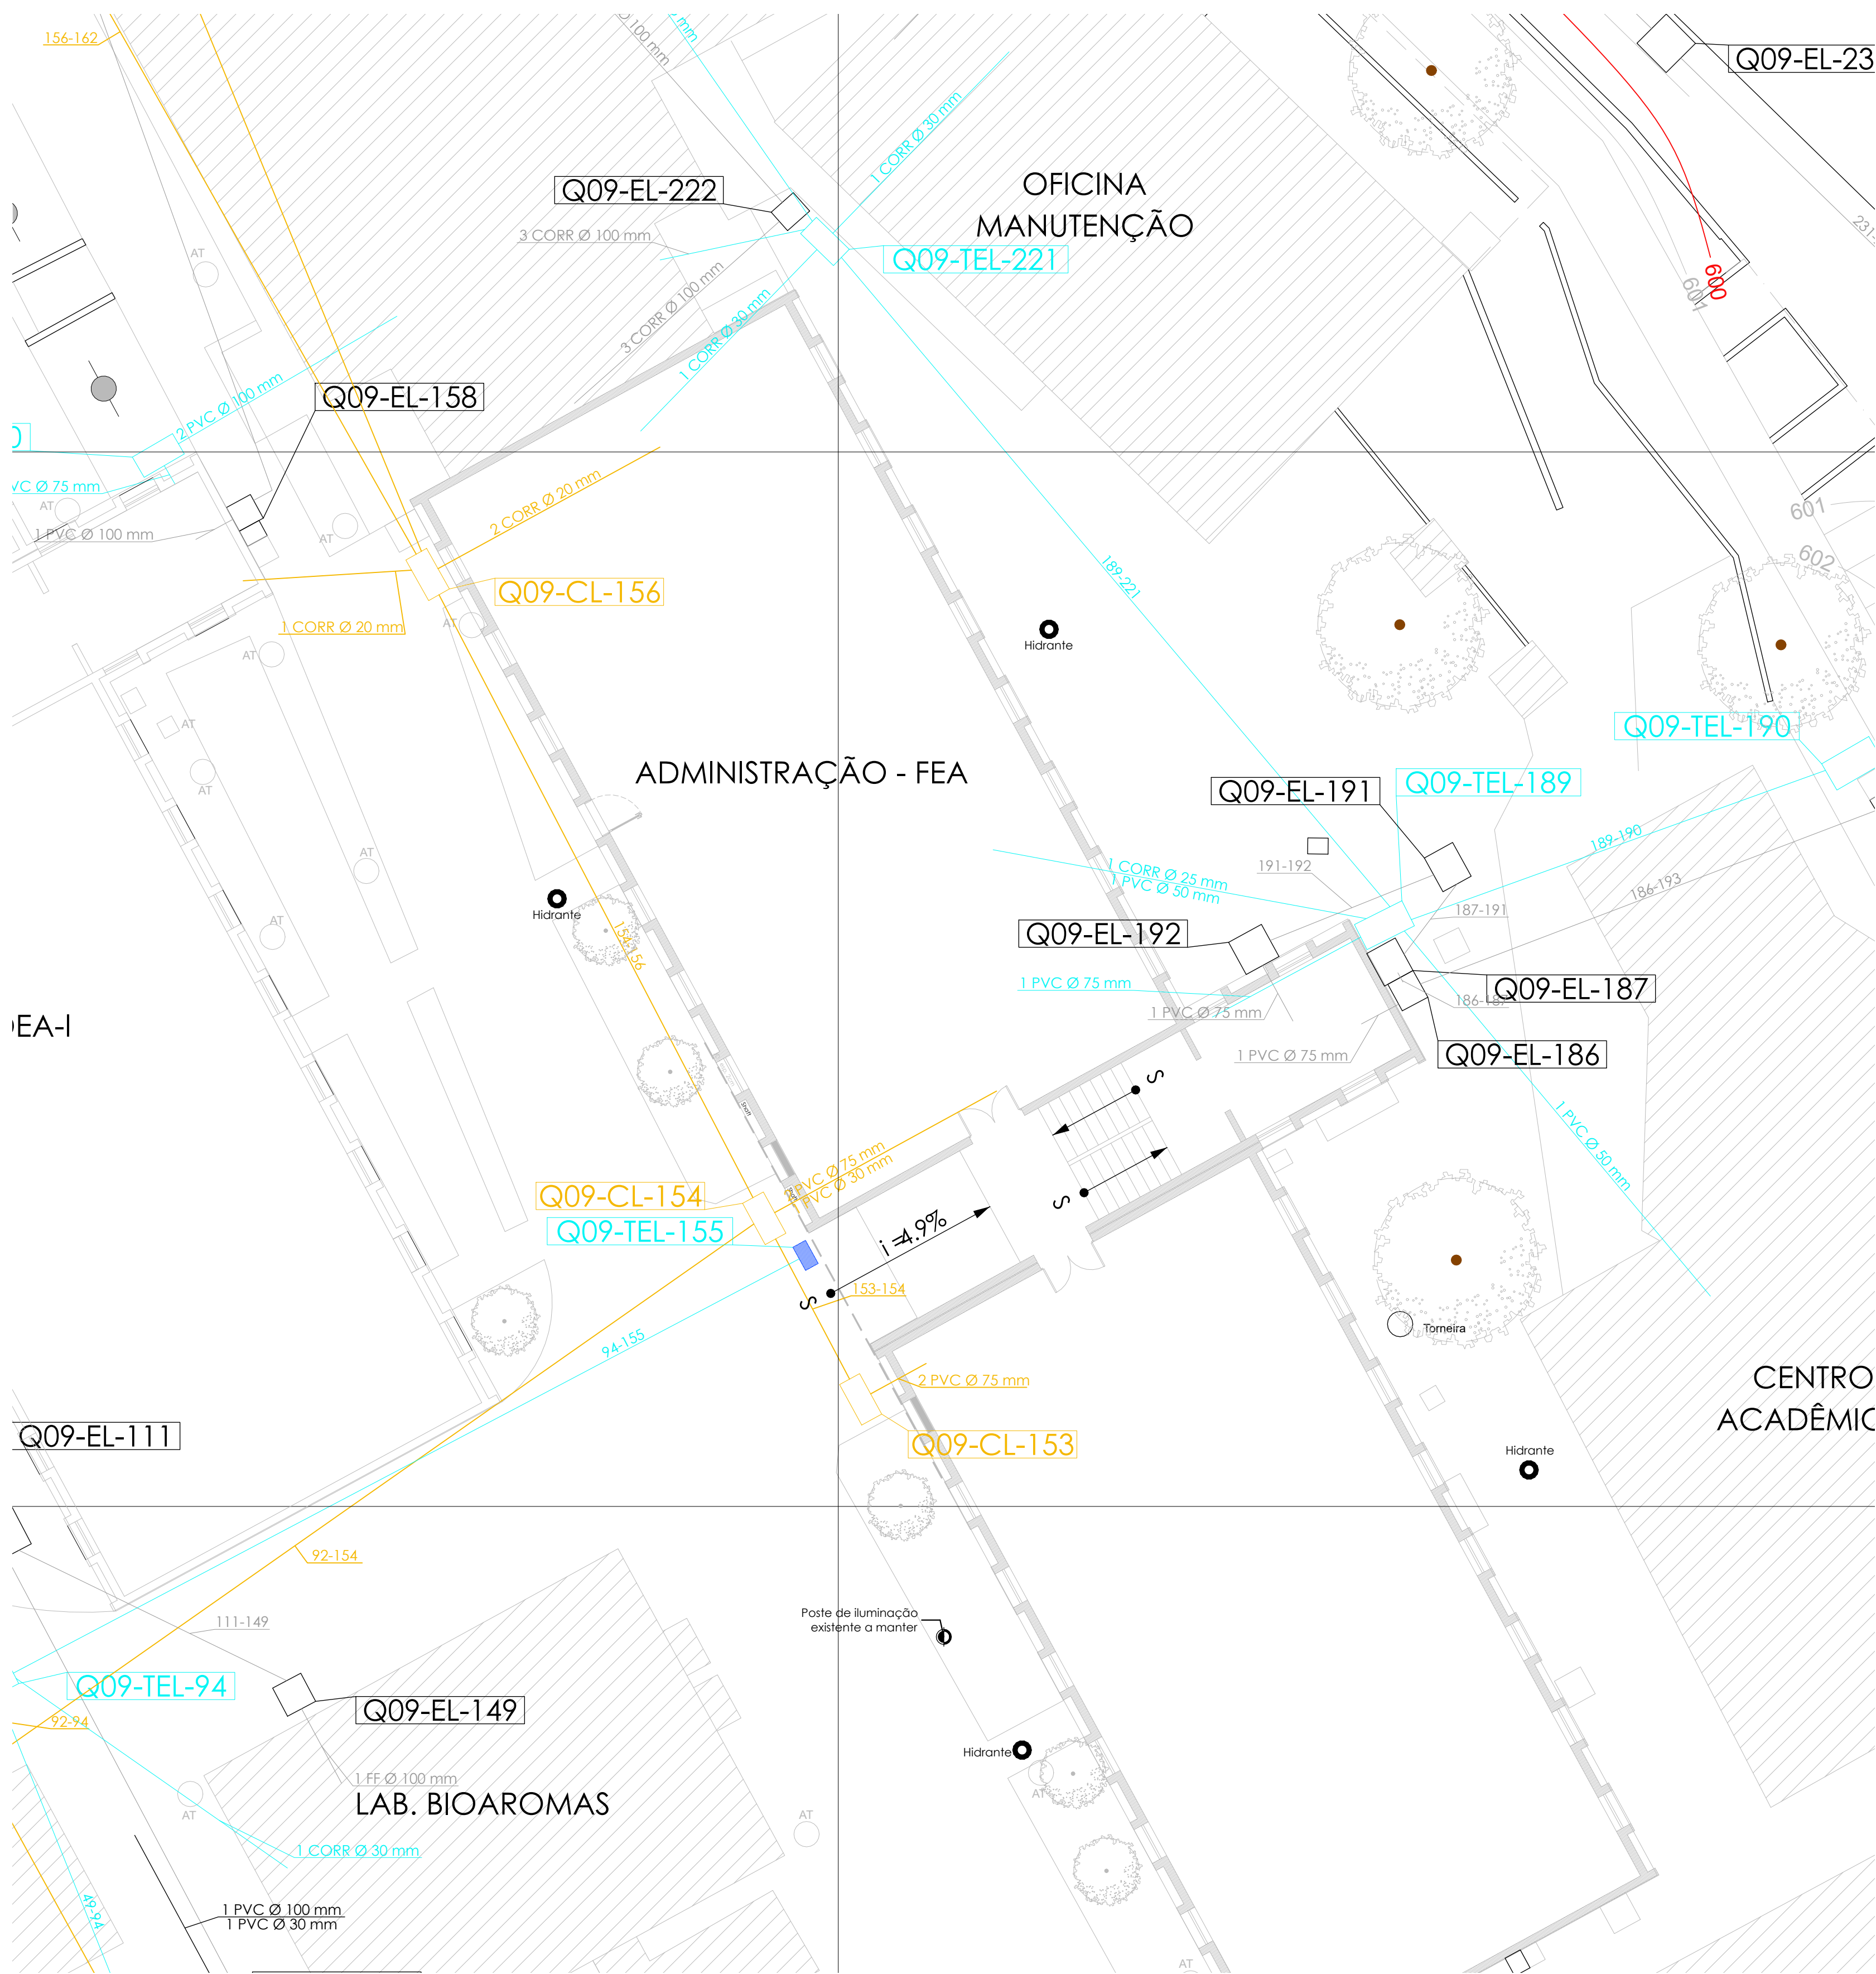 156-162
Ø 100 mm
mm
Q09-EL-23
Q09-EL-222
1 CORR Ø 30 mm
OFICINA
MANUTENÇÃO
3 CORR Ø 100 mm
Q09-TEL-221
AT
3 CORR Ø 100 mm
1 CORR Ø 30 mm
600
601
231-
2 PVC Ø 100 mm
Q09-EL-158
0
VC Ø 75 mm
AT
1 PVC Ø 100 mm
AT
2 CORR Ø 20 mm
601
602
189-221
Q09-CL-156
1 CORR Ø 20 mm
AT
AT
Hidrante
AT
Q09-TEL-190
ADMINISTRAÇÃO - FEA
AT
Q09-EL-191
Q09-TEL-189
189-190
AT
191-192
1 CORR Ø 25 mm
1 PVC Ø 50 mm
186-193
Hidrante
AT
187-191
154-156
Q09-EL-192
1 PVC Ø 75 mm
Q09-EL-187
186-187
1 PVC Ø 75 mm
DEA-I
1 PVC Ø 75 mm
Q09-EL-186
S
Shaft
1 PVC Ø 50 mm
PVC Ø 75 mm
PVC Ø 30 mm
Q09-CL-154
Shaft
S
Q09-TEL-155
i =4.9%
153-154
S
94-155
Torneira
2 PVC Ø 75 mm
CENTRO
ACADÊMIC
Q09-EL-111
Q09-CL-153
Hidrante
92-154
111-149
Poste de iluminação
existente a manter
Q09-TEL-94
Q09-EL-149
92-94
Hidrante
1 FF Ø 100 mm
LAB. BIOAROMAS
AT
AT
AT
1 CORR Ø 30 mm
49-94
1 PVC Ø 100 mm
1 PVC Ø 30 mm
AT